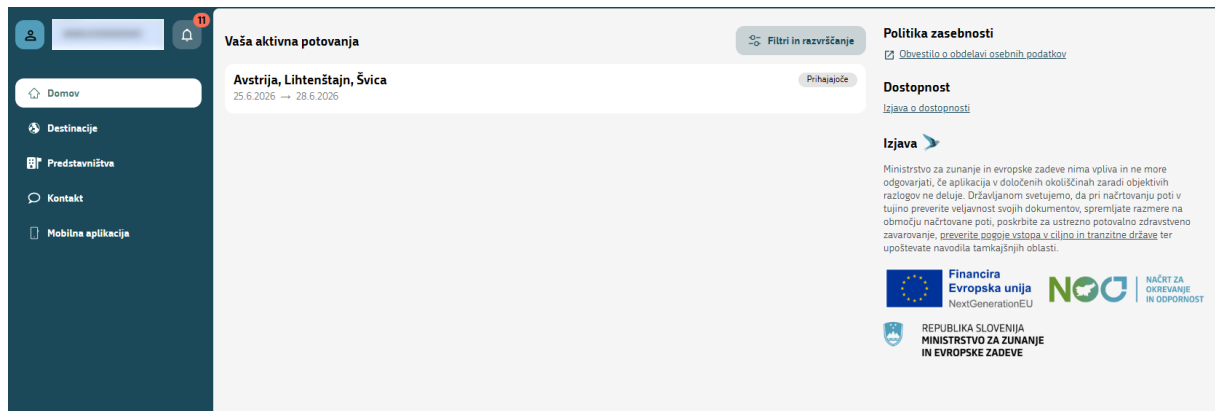 11
Domov
Destinacije
Predstavništva
Kontakt
Mobilna aplikacija
Vaša aktivna potovanja
Filtri in razvrščanje
Avstrija, Lihtenštajn, Švica
Prihajajoče
25.6.2026 → 28.6.2026
Politika zasebnosti
Obvestilo o obdelavi osebnih podatkov
Dostopnost
Izjava o dostopnosti
Izjava
Ministrstvo za zunanje in evropske zadeve nima vpliva in ne more
odgovarjati, če aplikacija v določenih okoliščinah zaradi objektivih
razlogov ne deluje. Državljanom svetujemo, da pri načrtovanju poti v
tujino preverite veljavnost svojih dokumentov, spremljate razmere na
območju načrtovane poti, poskrbite za ustrezno potovalno zdravstveno
zavarovanje, preverite pogoje vstopa v ciljno in tranzitne države ter
upoštevate navodila tamkajšnjih oblasti.
Financira
Evropska unija
NextGenerationEU
NOO
NAČRT ZA
OKREVANJE
IN ODPORNOST
REPUBLIKA SLOVENIJA
MINISTRSTVO ZA ZUNANJE
IN EVROPSKE ZADEVE